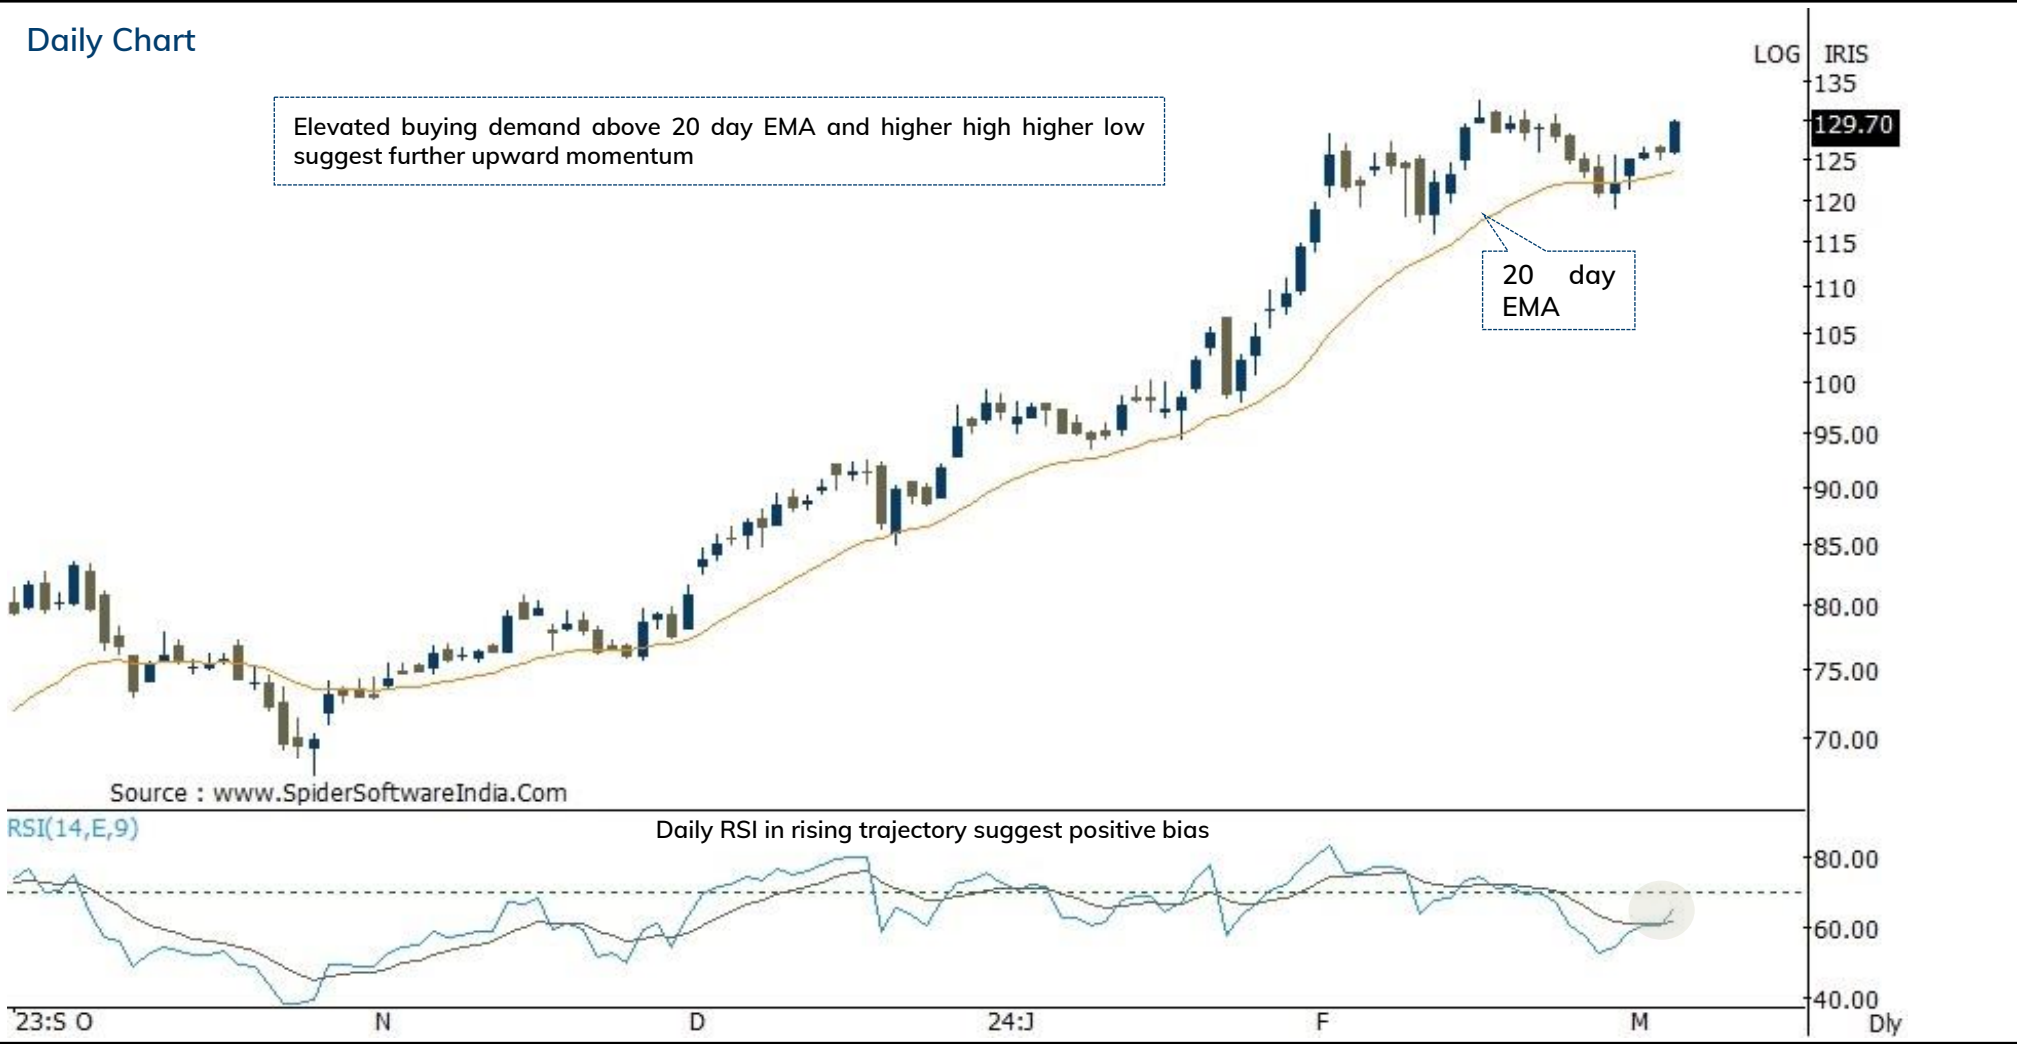 Daily Chart
LOG IRIS
135
Elevated buying demand above 20 day EMA and higher high higher low
suggest further upward momentum
129.70
125
120
115
20 day
EMA
110
105
100
95.00
90.00
85.00
80.00
75.00
70.00
Source : www.SpiderSoftwareIndia.Com
RSI(14,E,9)
Daily RSI in rising trajectory suggest positive bias
80.00
60.00
40.00
23:S O N D 24:J F M Dly